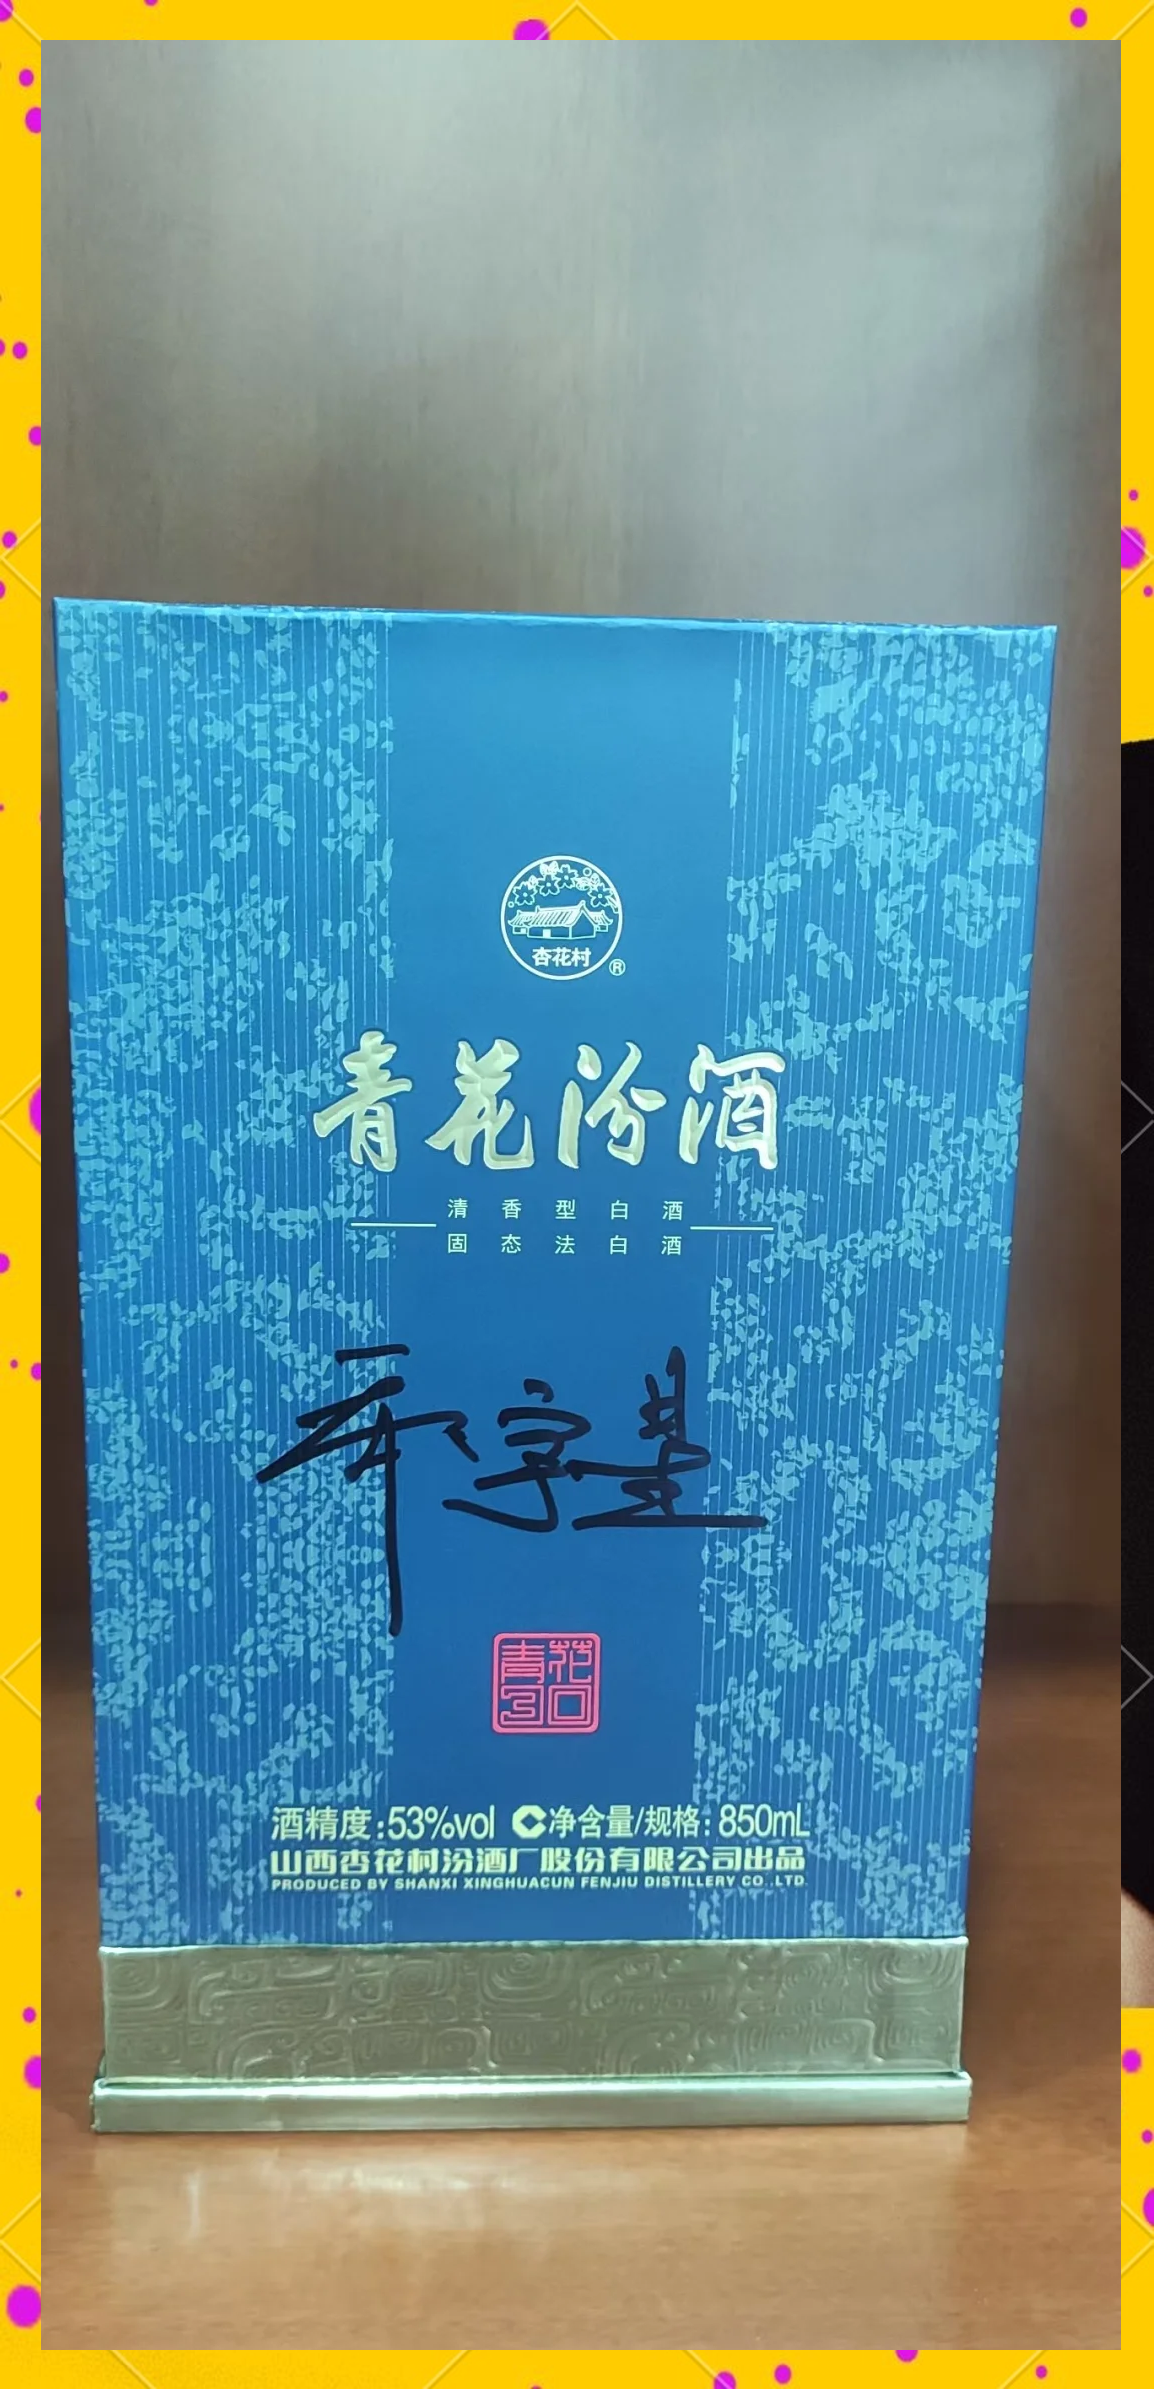 杏花村
®
青花汾酒
清香型白酒
固态法白酒
青花
30
酒精度:53%vol C净含量/规格:850mL
山西杏花村汾酒厂股份有限公司出品
PRODUCED BY SHANXI XINGHUACUN FENJIU DISTILLERY CO.,LTD.